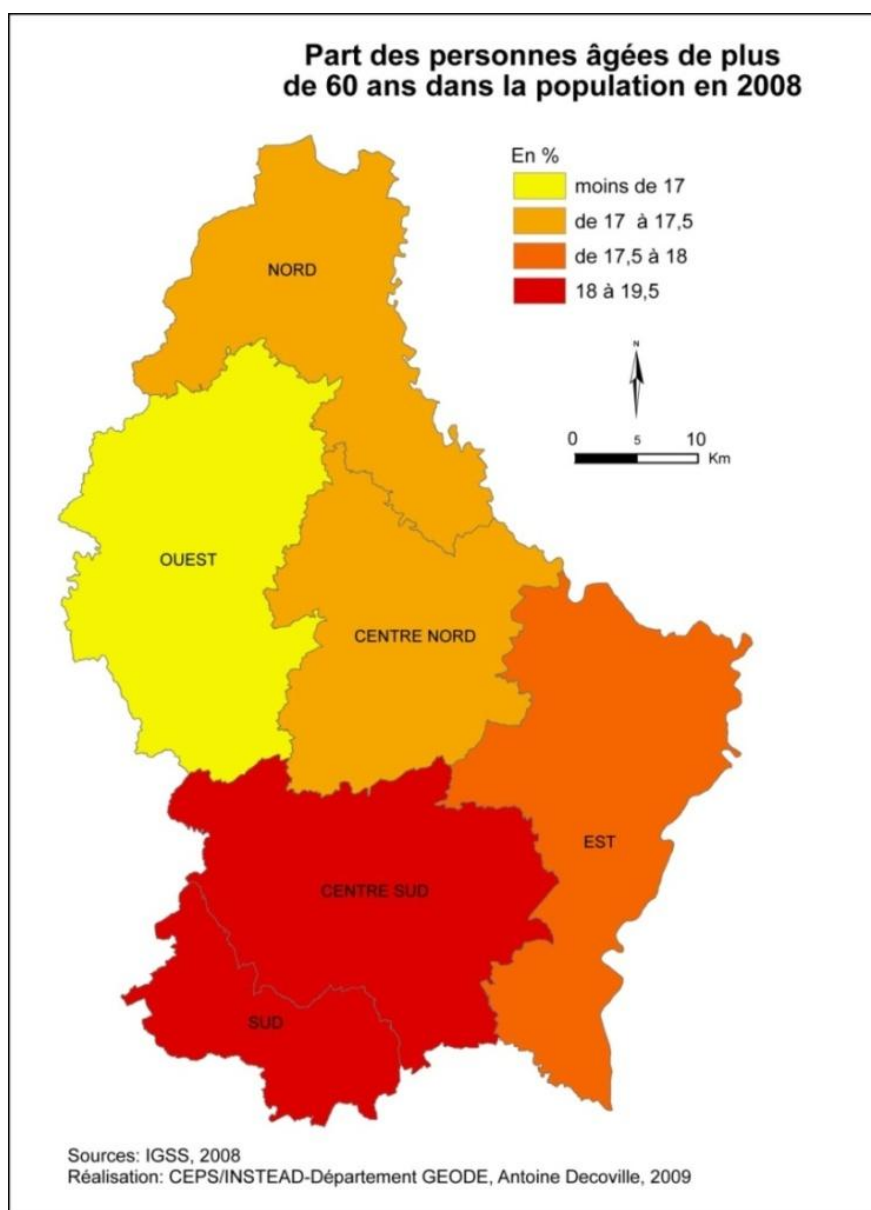 Part des personnes âgées de plus
de 60 ans dans la population en 2008
En %
moins de 17
de 17 à 17,5
de 17,5 à 18
18 à 19,5
N
0 5 10
Km
NORD
OUEST
CENTRE NORD
EST
CENTRE SUD
SUD
Sources: IGSS, 2008
Réalisation: CEPS/INSTEAD-Département GEODE, Antoine Decoville, 2009